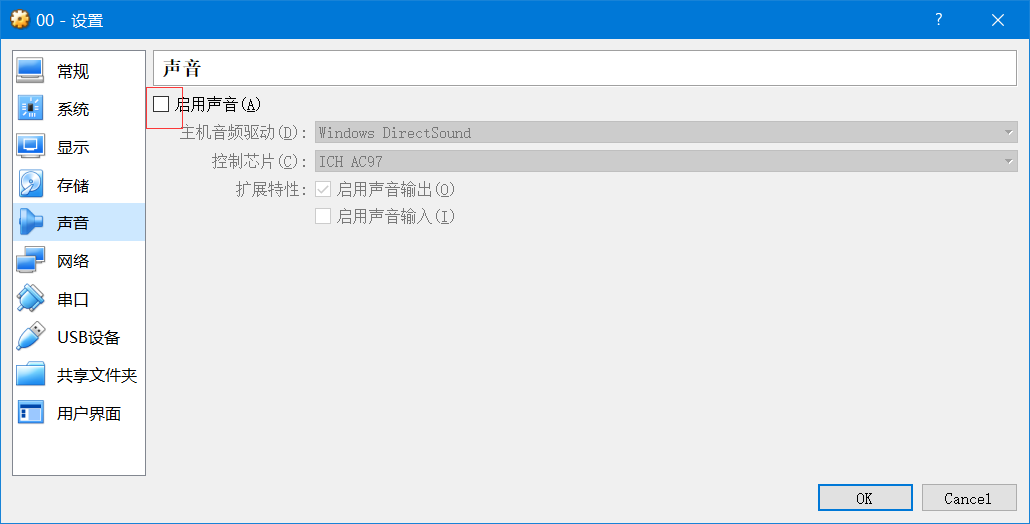 00 - 设置
?
常规
系统
显示
存储
声音
网络
串口
USB设备
共享文件夹
用户界面
声音
启用声音(A)
主机音频驱动(D): Windows DirectSound
控制芯片(C): ICH AC97
扩展特性: 启用声音输出(O)
启用声音输入(I)
OK Cancel